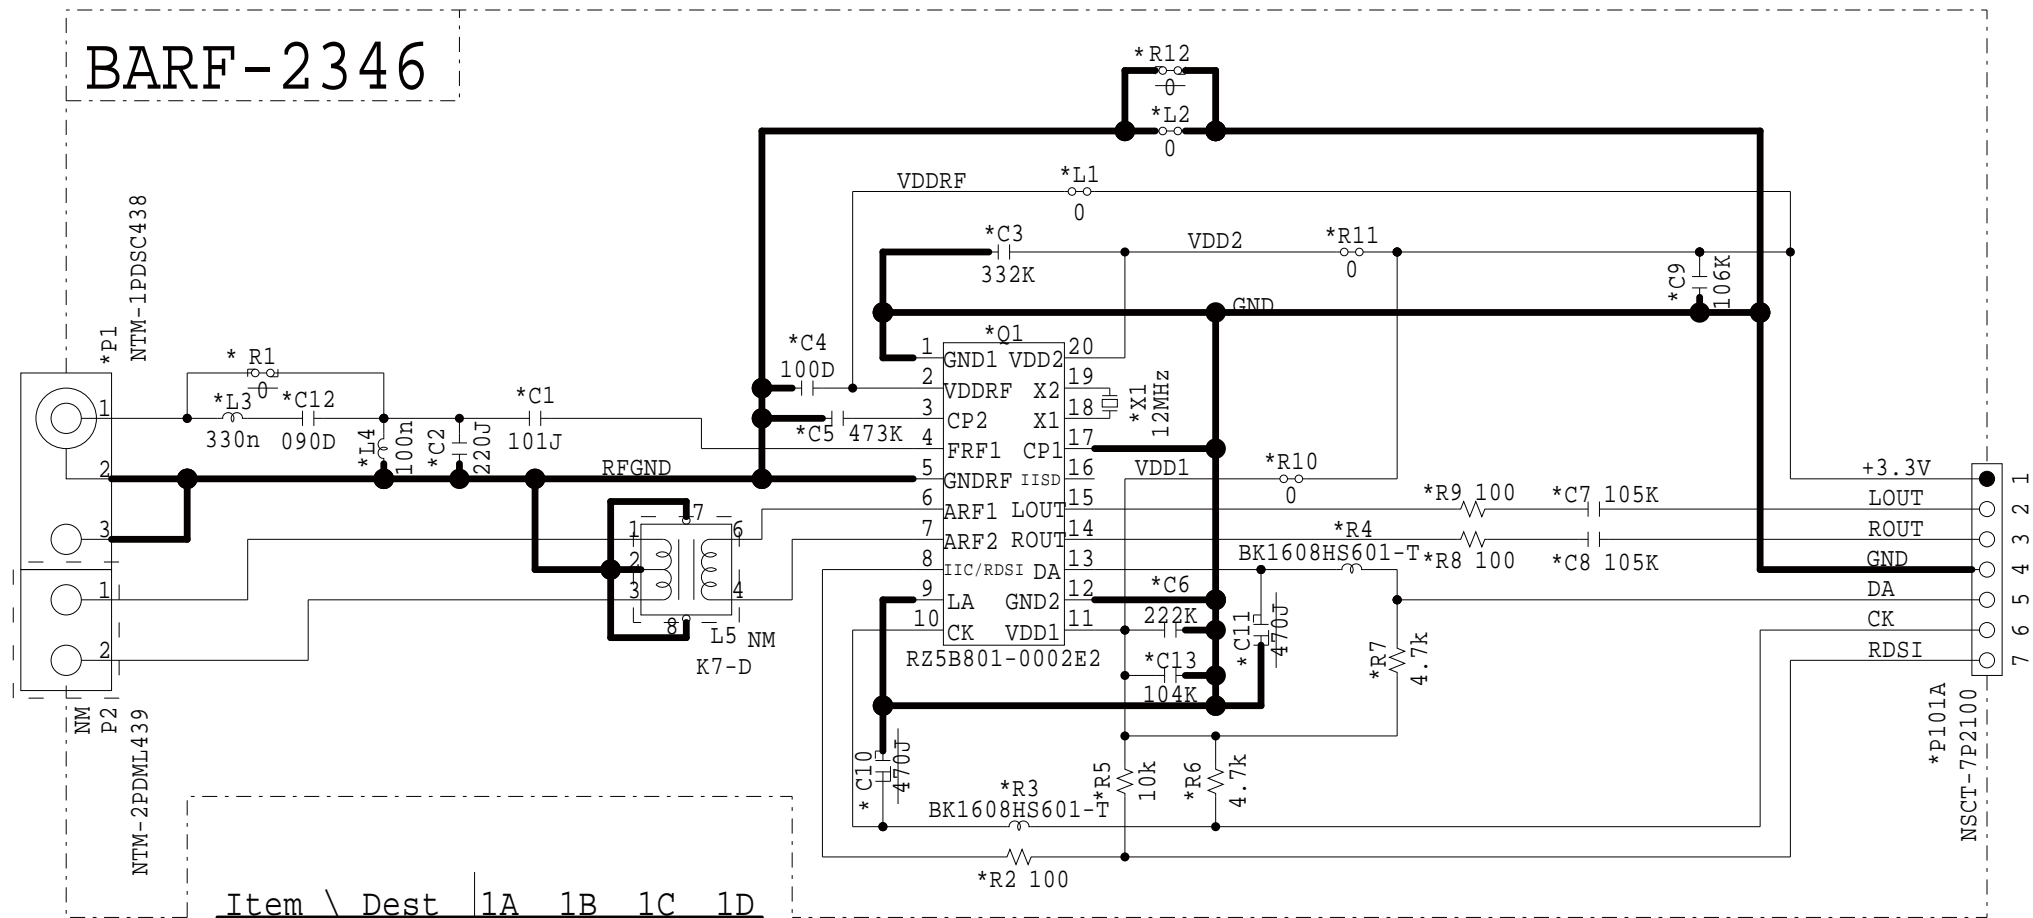 BARF-2346
*R12
0
*L2
0
VDDRF
*L1
0
*C3
332K
VDD2
*R11
0
*C9
106K
GND
*P1
NTM-1PDSC438
* R1
0
*L3
330n
*C12
090D
*L4
100n
*C2
220J
*C1
101J
RFGND
*C4
100D
*C5 473K
*Q1
1 GND1 VDD2 20
2 VDDRF X2 19
3 CP2 X1 18
4 FRF1 CP1 17
5 GNDRF IISD 16
6 ARF1 LOUT 15
7 ARF2 ROUT 14
8 IIC/RDSI DA 13
9 LA GND2 12
10 CK VDD1 11
RZ5B801-0002E2
*X1
12MHz
VDD1
*R10
0
*R9 100
*C7 105K
*R8 100
*C8 105K
*R4
BK1608HS601-T
*C6
222K
*C13
104K
*C11
470J
*R7
4.7k
+3.3V 1
LOUT 2
ROUT 3
GND 4
DA 5
CK 6
RDSI 7
*P101A
NSCT-7P2100
1
2
3
1
2
NM
P2
NTM-2PDML439
1
2
3
7
6
4
8
L5 NM
K7-D
* C10
470J
*R5
10k
*R6
4.7k
*R3
BK1608HS601-T
*R2 100
Item \ Dest 1A 1B 1C 1D